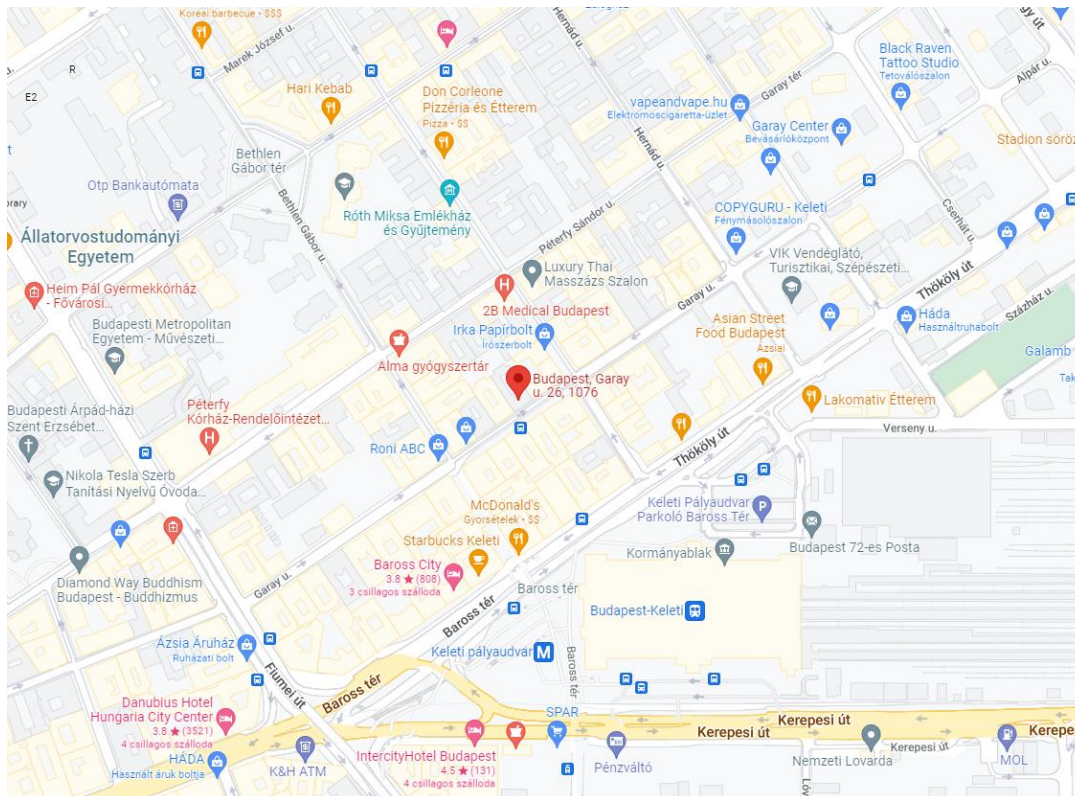 Koreai barbecue • $$$
Marek József u.
R
E2
Hernád u.
Black Raven
Tattoo Studio
Tetoválószalon
Alpár u.
Hari Kebab
Don Corleone
Pizzéria és Étterem
Pizza • $$
vapeandvape.hu
Elektromoscigaretta-üzlet
Garay tér
Garay Center
Bevásárlóközpont
Stadion söröz
Hernád u.
Bethlen
Gábor tér
Otp Bankautómata
Bethlen Gábor u.
Róth Miksa Emlékház
és Gyűjtemény
Péterfy Sándor u.
COPYGURU - Keleti
Fénymásolószalon
Cserhát u.
Állatorvostudományi
Egyetem
VIK Vendéglátó,
Turisztikai, Szépészeti...
Thököly út
Luxury Thai
Masszázs Szalon
Heim Pál Gyermekkórház
- Fővárosi...
2B Medical Budapest
Garay u.
Százház u.
Budapesti Metropolitan
Egyetem - Művészeti...
Irka Papírbolt
Írószerbolt
Asian Street
Food Budapest
Ázsiai
Háda
Használtruhabolt
Galamb
Tak
Alma gyógyszertár
Budapest, Garay
u. 26, 1076
Lakomativ Étterem
Budapesti Árpád-házi
Szent Erzsébet...
Péterfy
Kórház-Rendelőintézet...
Verseny u.
Roni ABC
Thököly út
Nikola Tesla Szerb
Tanítási Nyelvű Óvoda...
McDonald's
Gyorsételek • $$
Keleti Pályaudvar
Parkoló Baross Tér
P
Starbucks Keleti
Budapest 72-es Posta
Kormányablak
Diamond Way Buddhism
Budapest - Buddhizmus
Garay u.
Baross City
3.8 ★ (808)
3 csillagos szálloda
Baross tér
Baross tér
Budapest-Keleti
Ázsia Áruház
Ruházati bolt
Keleti pályaudvar
M
Fiumei út
Baross tér
Baross tér
Danubius Hotel
Hungaria City Center
3.8 ★ (3521)
4 csillagos szálloda
SPAR
Kerepesi út
Kerepesi út
Kerepes
IntercityHotel Budapest
4.5 ★ (131)
4 csillagos szálloda
Kerepesi út
HÁDA
Használt áruk boltja
K&H ATM
Pénzváltó
Nemzeti Lovarda
MOL